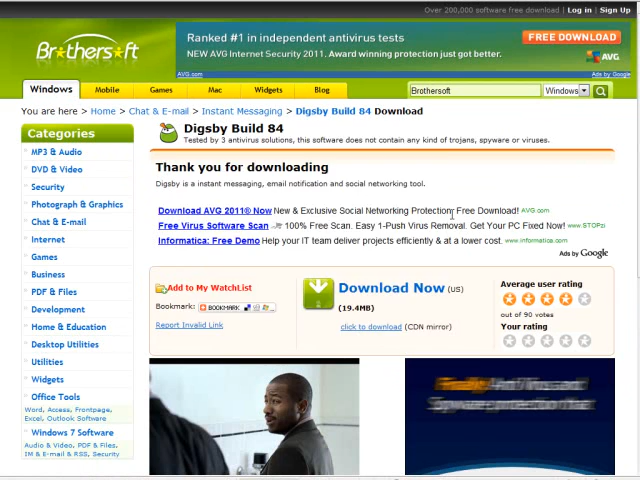 Over 200,000 software free download | Log in | Sign Up
Brothersoft
Ranked #1 in independent antivirus tests
NEW AVG Internet Security 2011. Award winning protection just got better.
FREE DOWNLOAD
AVG
AVG.com
Ads by Google
Windows Mobile Games Mac Widgets Blog
Brothersoft Windows
You are here > Home > Chat & E-mail > Instant Messaging > Digsby Build 84 Download
Categories
MP3 & Audio
DVD & Video
Security
Photograph & Graphics
Chat & E-mail
Internet
Games
Business
PDF & Files
Development
Home & Education
Desktop Utilities
Utilities
Widgets
Office Tools
Word, Access, Frontpage,
Excel, Outlook Software
Windows 7 Software
Audio & Video, PDF & Files,
IM & E-mail & RSS, Security
Digsby Build 84
Tested by 3 antivirus solutions, this software does not contain any kind of trojans, spyware or viruses.
Thank you for downloading
Digsby is a instant messaging, email notification and social networking tool.
Download AVG 2011® Now New & Exclusive Social Networking Protection- Free Download! AVG.com
Free Virus Software Scan 100% Free Scan. Easy 1-Push Virus Removal. Get Your PC Fixed Now! www.STOPzi
Informatica: Free Demo Help your IT team deliver projects efficiently & at a lower cost. www.informatica.com
Ads by Google
Add to My WatchList
Bookmark: BOOKMARK
Report Invalid Link
Download Now (US)
(19.4MB)
click to download (CDN mirror)
Average user rating
out of 90 votes
Your rating